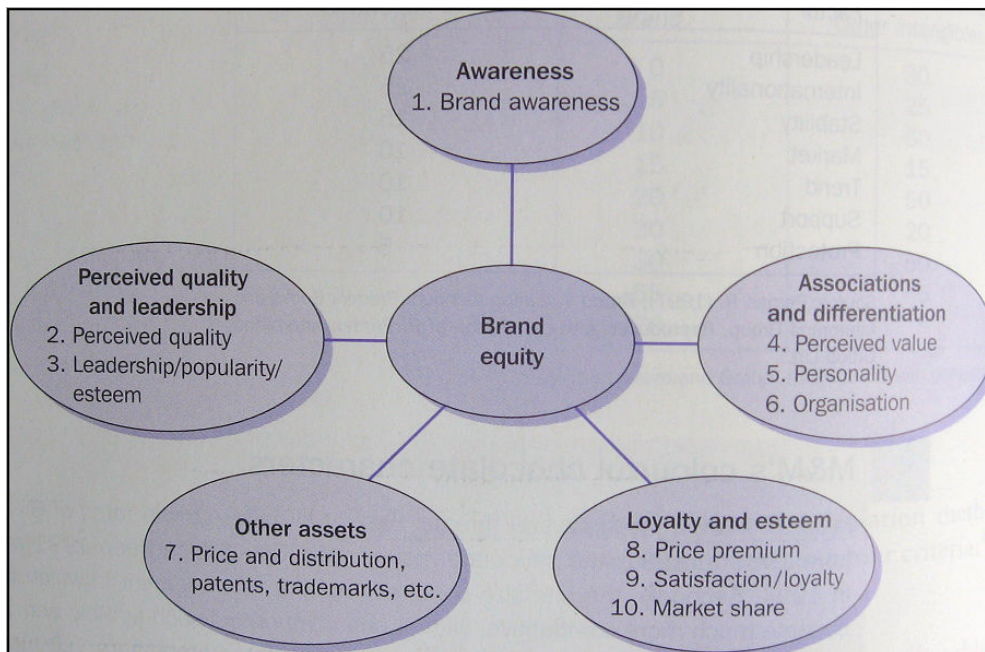 Awareness
1. Brand awareness
Perceived quality
and leadership
2. Perceived quality
3. Leadership/popularity/
esteem
Brand
equity
Associations
and differentiation
4. Perceived value
5. Personality
6. Organisation
Other assets
7. Price and distribution,
patents, trademarks, etc.
Loyalty and esteem
8. Price premium
9. Satisfaction/loyalty
10. Market share